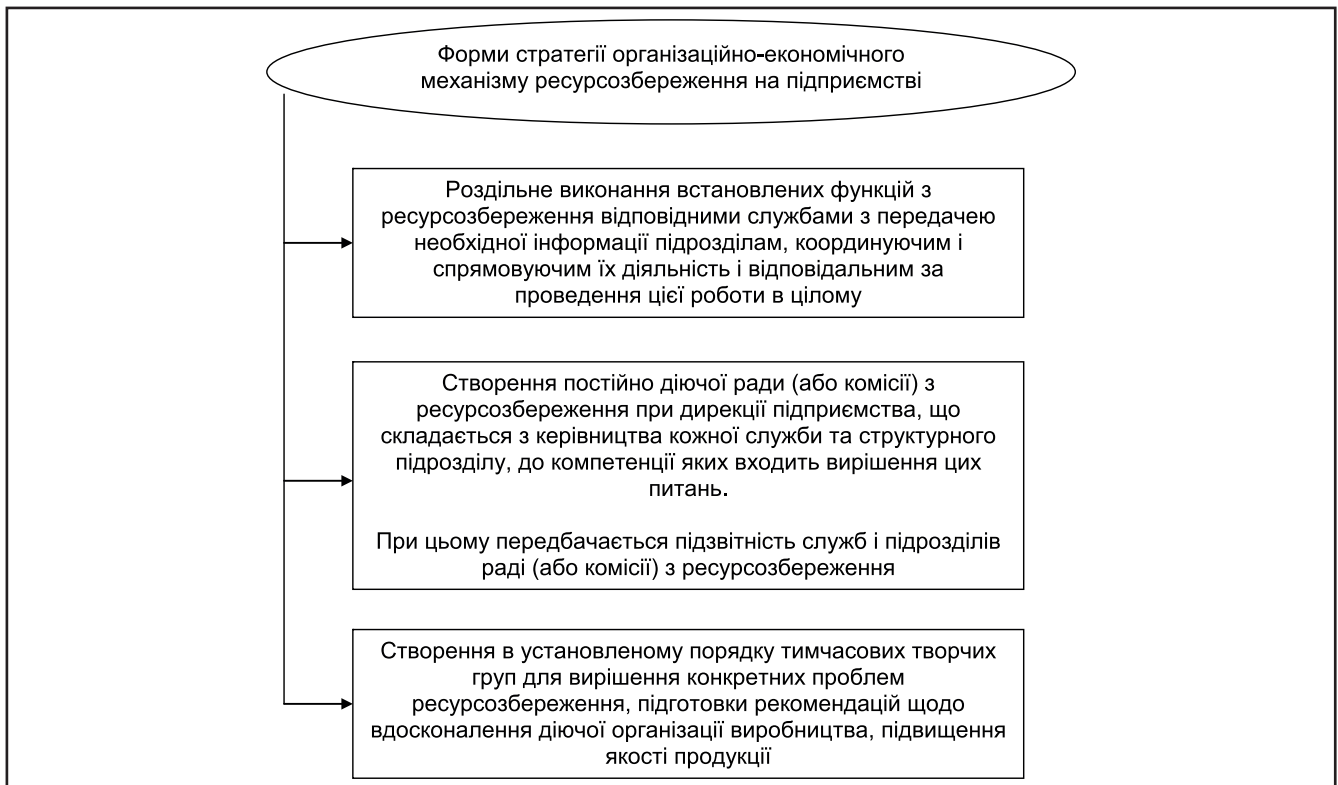 Форми стратегії організаційно-економічного
механізму ресурсозбереження на підприємстві
Роздільне виконання встановлених функцій з
ресурсозбереження відповідними службами з передачею
необхідної інформації підрозділам, координуючим і
спрямовуючим їх діяльність і відповідальним за
проведення цієї роботи в цілому
Створення постійно діючої ради (або комісії) з
ресурсозбереження при дирекції підприємства, що
складається з керівництва кожної служби та структурного
підрозділу, до компетенції яких входить вирішення цих
питань.
При цьому передбачається підзвітність служб і підрозділів
раді (або комісії) з ресурсозбереження
Створення в установленому порядку тимчасових творчих
груп для вирішення конкретних проблем
ресурсозбереження, підготовки рекомендацій щодо
вдосконалення діючої організації виробництва, підвищення
якості продукції